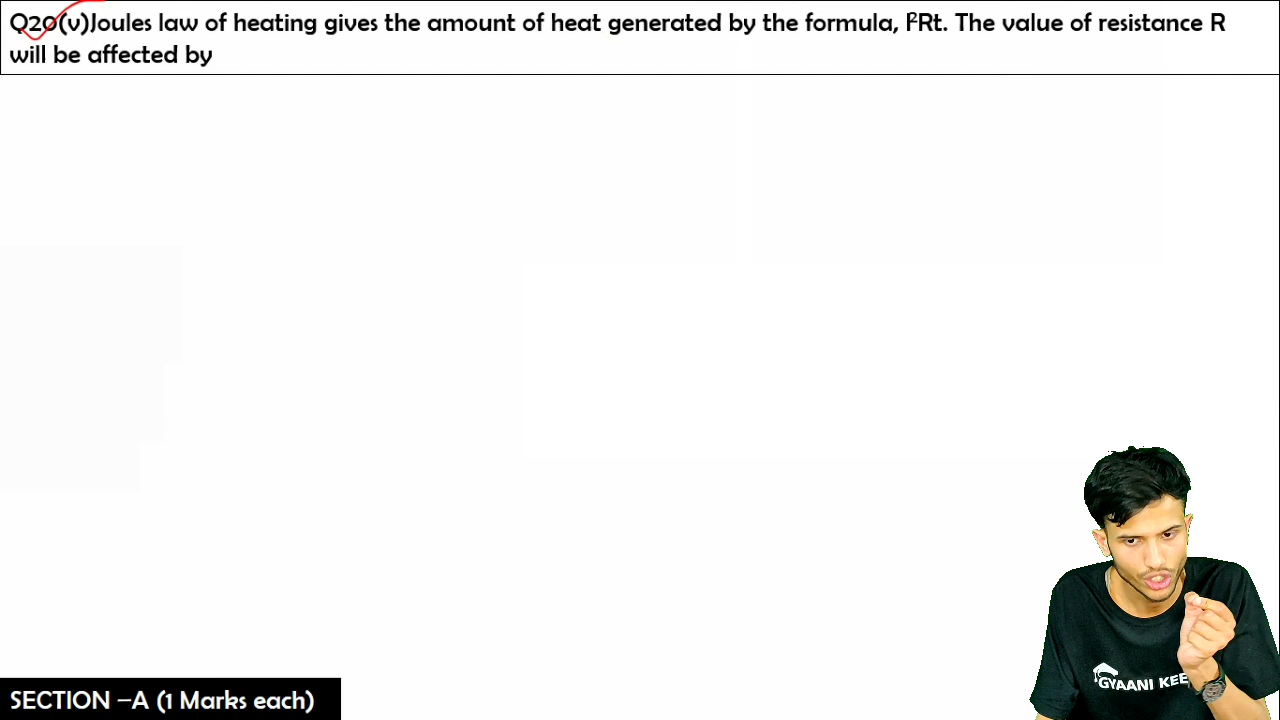 Q20(v)Joules law of heating gives the amount of heat generated by the formula, I²Rt. The value of resistance R
will be affected by
GYAANI KEE
SECTION –A (1 Marks each)